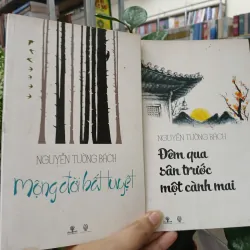 NGUYỄN TƯỜNG BÁCH
mộng đời bất tuyệt
NGUYỄN TƯỜNG BÁCH
Đêm qua
sân trước
một cành mai